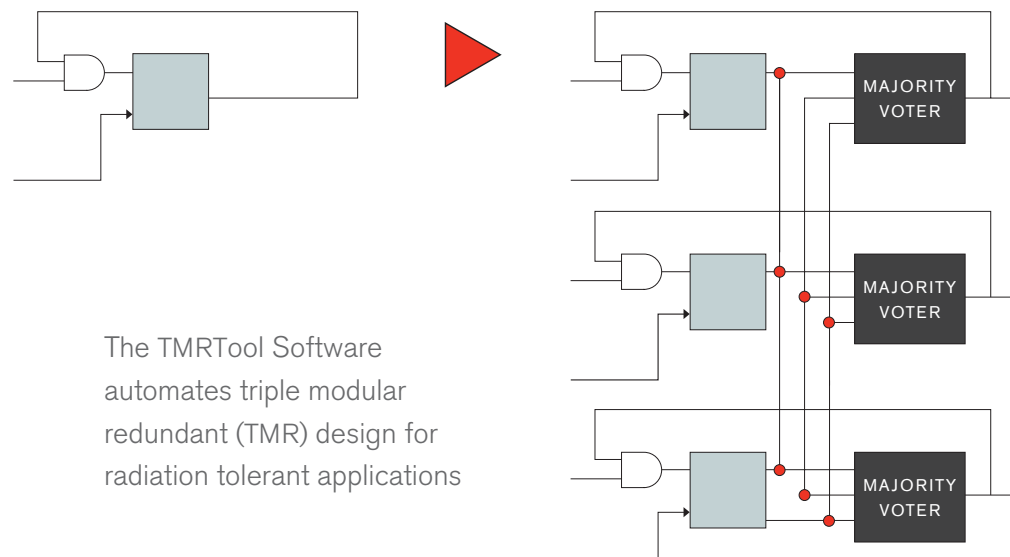 MAJORITY
VOTER
MAJORITY
VOTER
The TMRTool Software
automates triple modular
redundant (TMR) design for
radiation tolerant applications
MAJORITY
VOTER